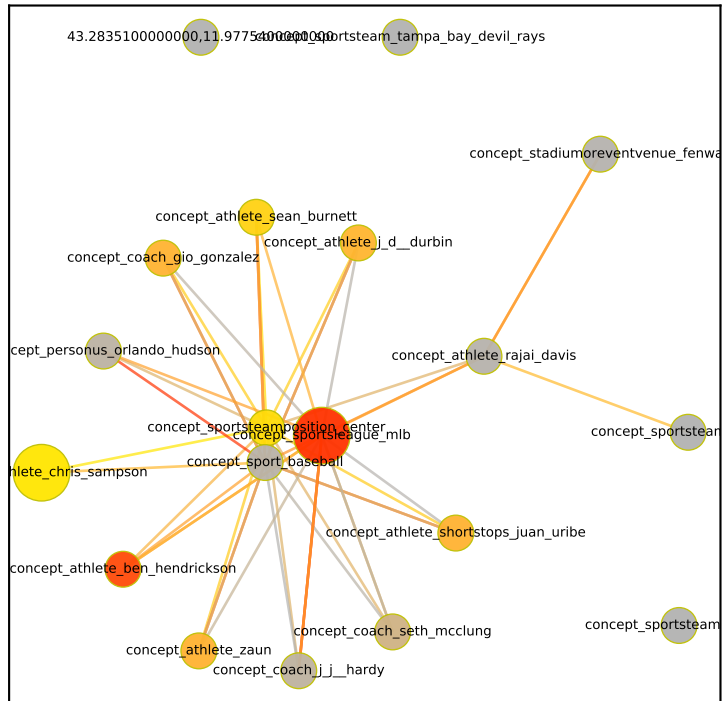 43.2835100000000,11.9775400000000
concept_sportsteam_tampa_bay_devil_rays
concept_stadiumoreventvenue_fenwa
concept_athlete_sean_burnett
concept_athlete_j_d__durbin
concept_coach_gio_gonzalez
cept_personus_orlando_hudson
concept_athlete_rajai_davis
concept_sportsteamposition_center
concept_sportsleague_mlb
concept_sportsteam
concept_sport_baseball
hlete_chris_sampson
concept_athlete_shortstops_juan_uribe
concept_athlete_ben_hendrickson
concept_sportsteam
concept_coach_seth_mcclung
concept_athlete_zaun
concept_coach_j_j__hardy